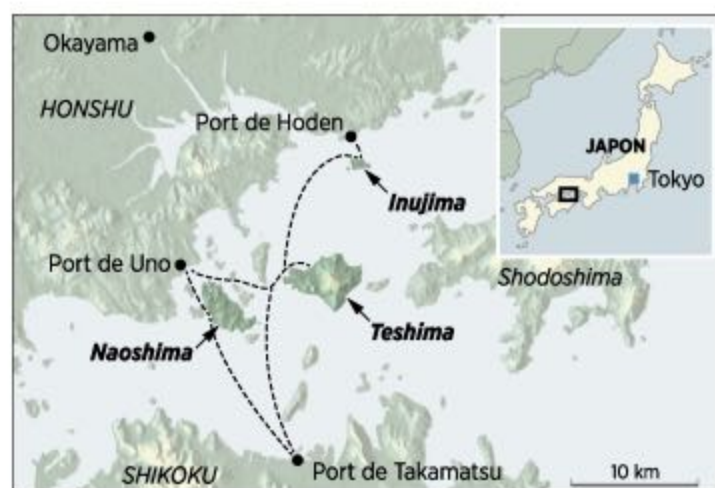 Okayama
HONSHU
Port de Hoden
JAPON
Tokyo
Inujima
Port de Uno
Shodoshima
Teshima
Naoshima
SHIKOKU
Port de Takamatsu
10 km